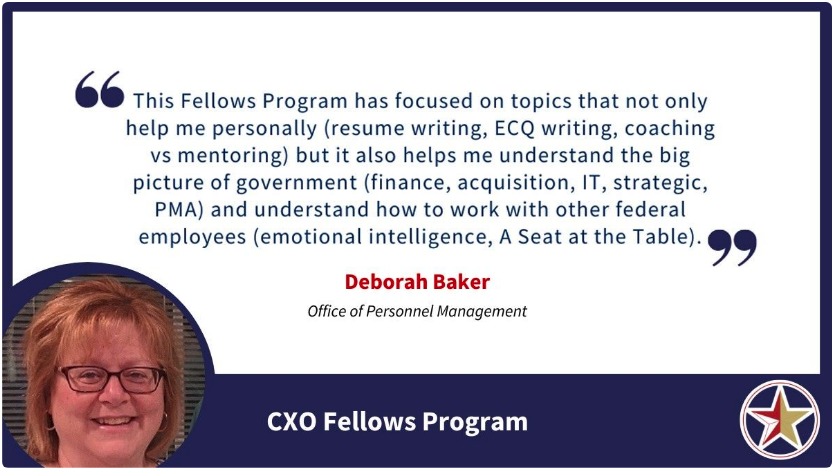 This Fellows Program has focused on topics that not only
help me personally (resume writing, ECQ writing, coaching
vs mentoring) but it also helps me understand the big
picture of government (finance, acquisition, IT, strategic,
PMA) and understand how to work with other federal
employees (emotional intelligence, A Seat at the Table).
Deborah Baker
Office of Personnel Management
CXO Fellows Program